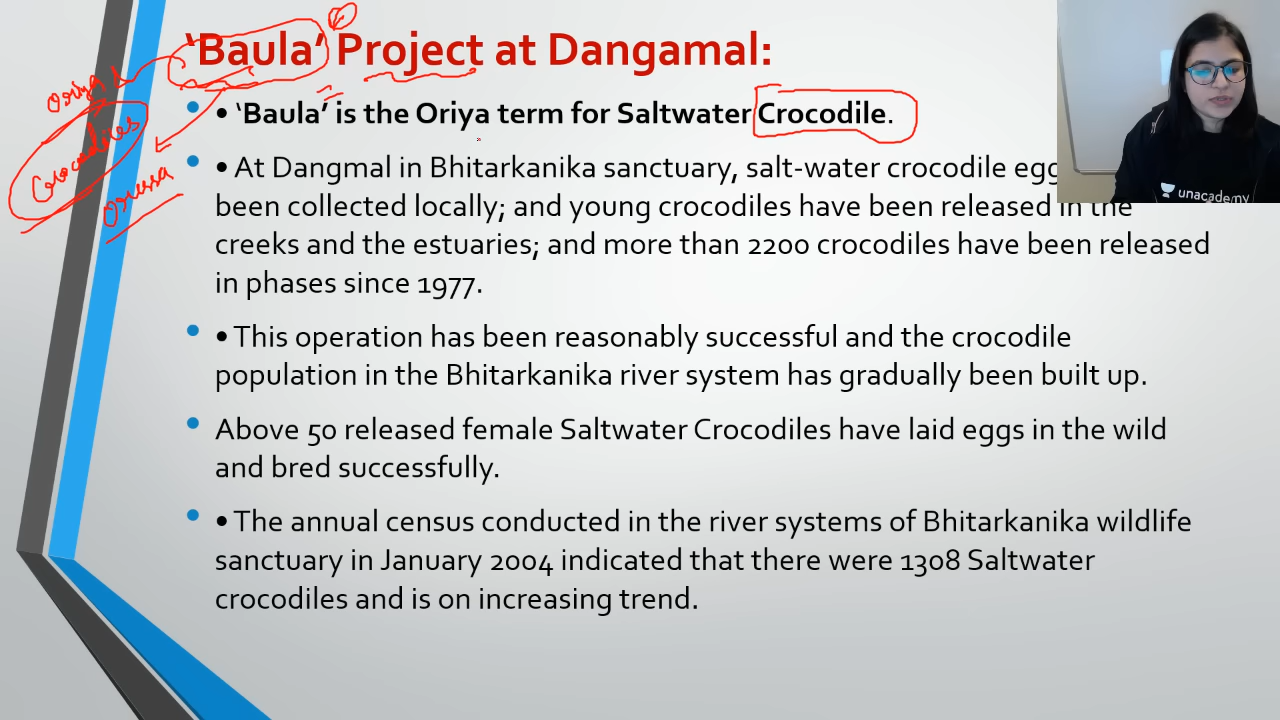 ‘Baula’ Project at Dangamal:
• ‘Baula’ is the Oriya term for Saltwater Crocodile.
• At Dangmal in Bhitarkanika sanctuary, salt-water crocodile egg
been collected locally; and young crocodiles have been released in the
creeks and the estuaries; and more than 2200 crocodiles have been released
in phases since 1977.
• This operation has been reasonably successful and the crocodile
population in the Bhitarkanika river system has gradually been built up.
Above 50 released female Saltwater Crocodiles have laid eggs in the wild
and bred successfully.
• The annual census conducted in the river systems of Bhitarkanika wildlife
sanctuary in January 2004 indicated that there were 1308 Saltwater
crocodiles and is on increasing trend.
Oriya
Crocodiles
Orissa
unacademy